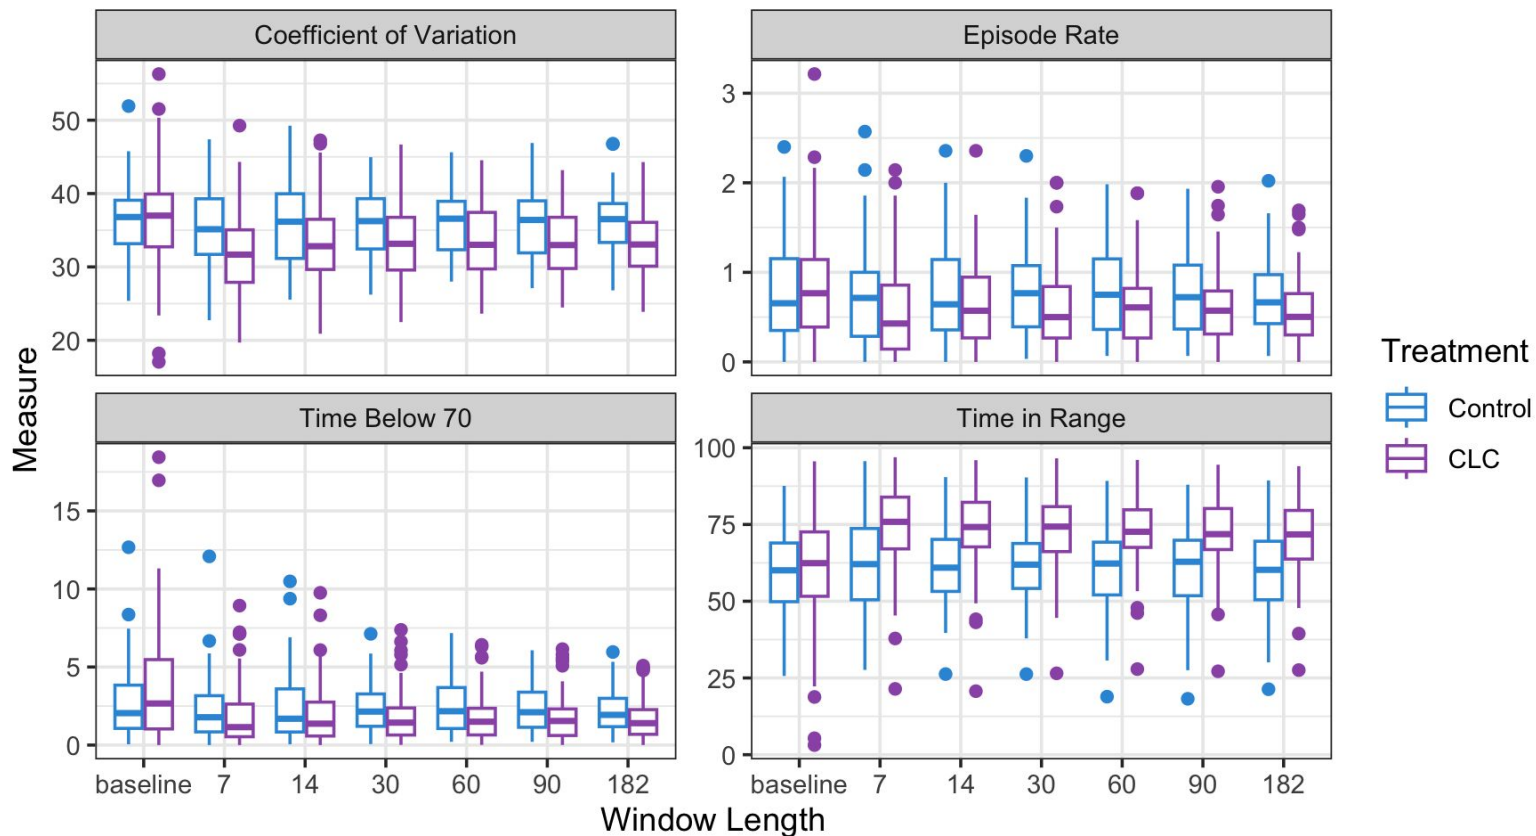 Coefficient of Variation
Episode Rate
50
40
30
20
3
2
1
0
Measure
Time Below 70
Time in Range
15
10
5
0
100
75
50
25
0
baseline 7 14 30 60 90 182
baseline 7 14 30 60 90 182
Window Length
Treatment
Control
CLC